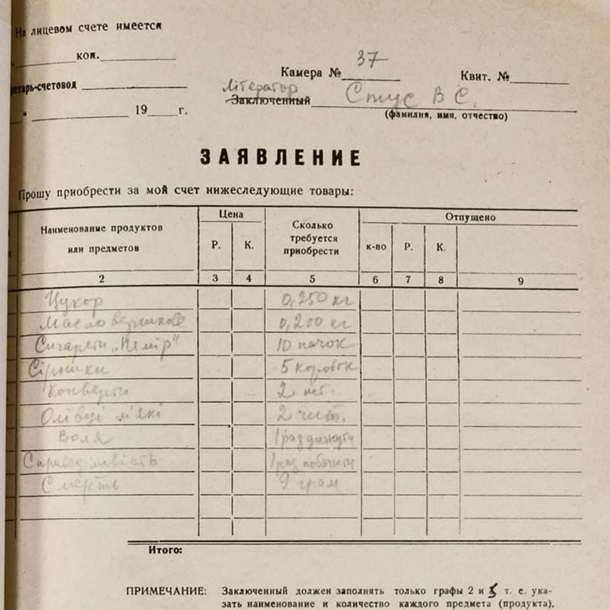 На лицевом счете имеется
коп.
Камера № 37 Квит. №
Літератор
-счетовод Заключенный Стус В С.
" 19 г. (фамилия, имя, отчество)
ЗАЯВЛЕНИЕ
Прошу приобрести за мой счет нижеследующие товары:
Наименование продуктов или предметов Цена Р. К. Сколько требуется приобрести Отпущено к-во Р. К.
2 3 4 5 6 7 8 9
Цукор 0,250 кг
Масло вершкове 0,200 кг
Сигарети „Памір" 10 пачок
Сірники 5 коробок
Конверти 2 шт.
Олівці м'які 2 шт.
Воля 1 раз дихнути
Справедливість 1 раз побачити
Смерть 9 грам
Итого:
ПРИМЕЧАНИЕ: Заключенный должен заполнять только графы 2 и 5 т. е. ука-
зать наименование и количество каждого предмета (продукта),